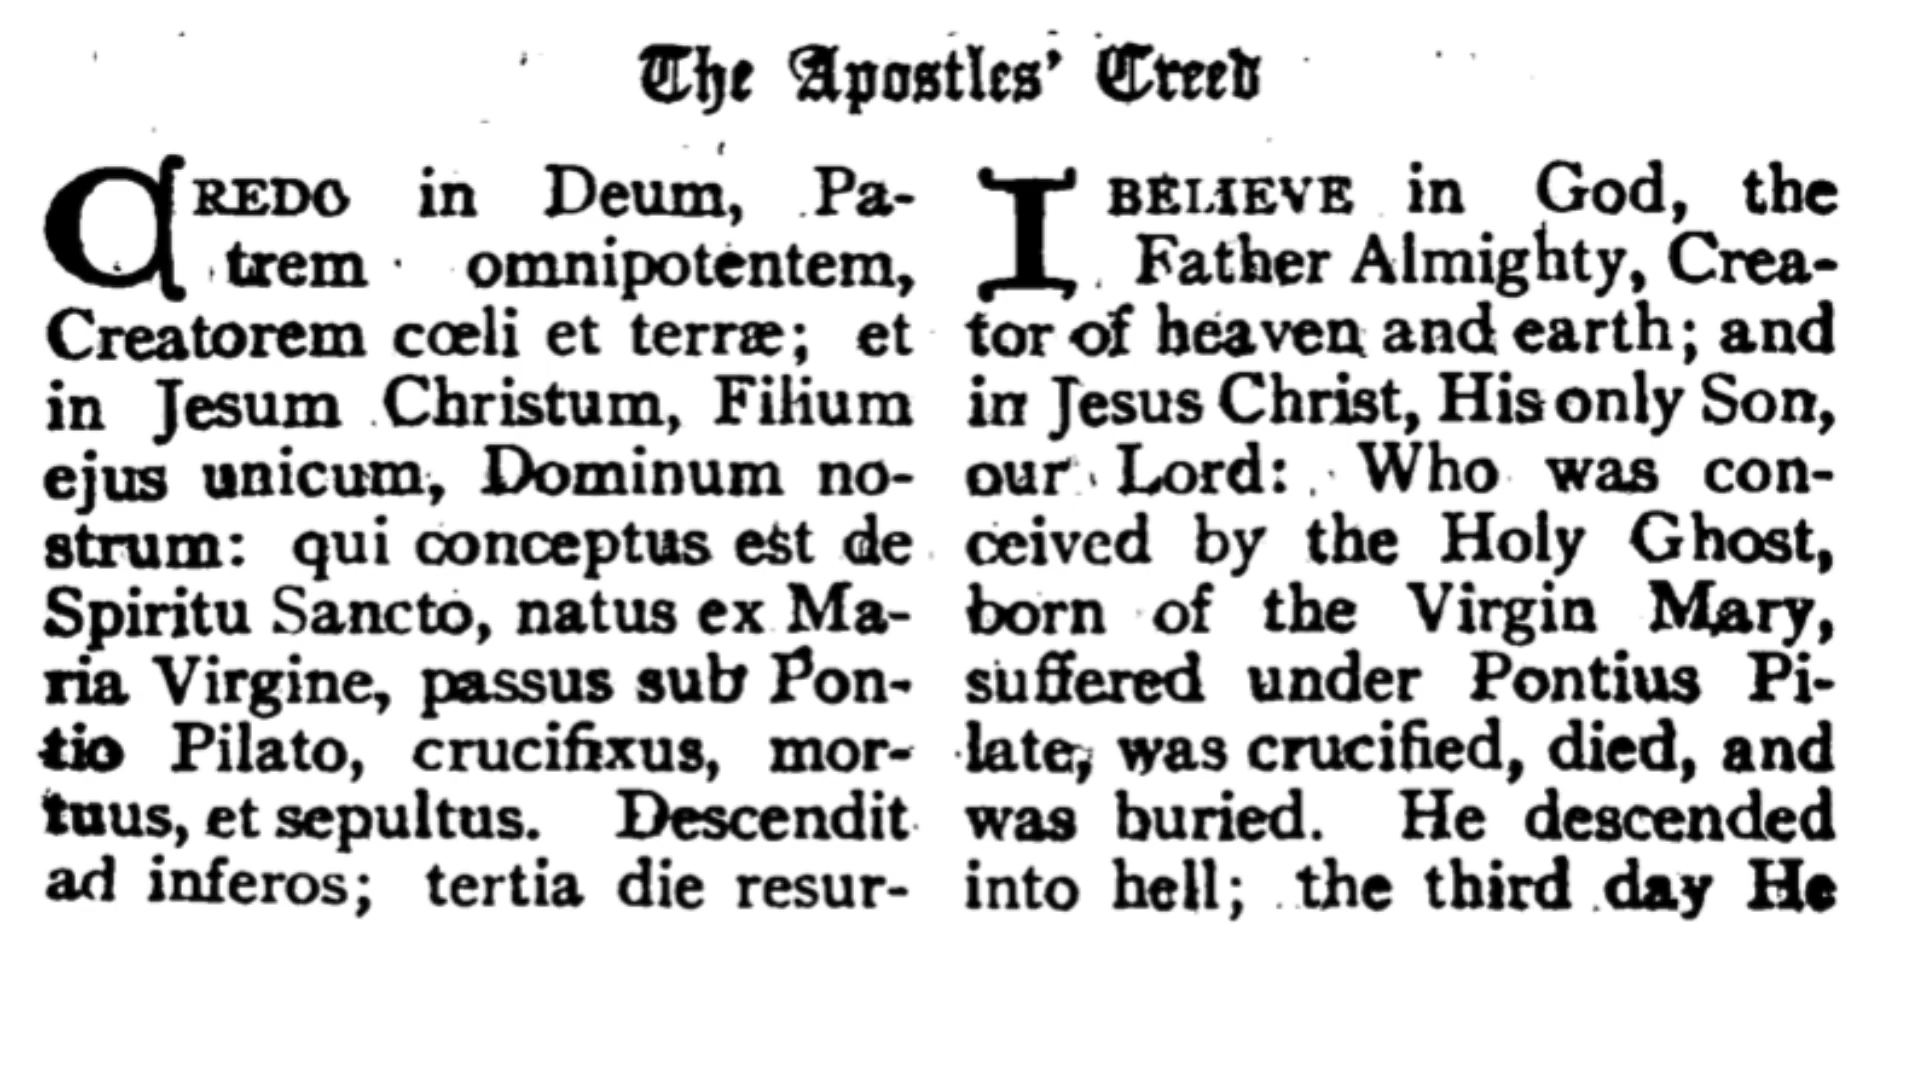 The Apostles' Creed
CREDO in Deum, Pa-
trem omnipotentem,
Creatorem cœli et terræ; et
in Jesum Christum, Filium
ejus unicum, Dominum no-
strum: qui conceptus est de
Spiritu Sancto, natus ex Ma-
ria Virgine, passus sub Pon-
tio Pilato, crucifixus, mor-
tuus, et sepultus. Descendit
ad inferos; tertia die resur-
I BELIEVE in God, the
Father Almighty, Crea-
tor of heaven and earth; and
in Jesus Christ, His only Son,
our Lord: Who was con-
ceived by the Holy Ghost,
born of the Virgin Mary,
suffered under Pontius Pi-
late, was crucified, died, and
was buried. He descended
into hell; the third day He